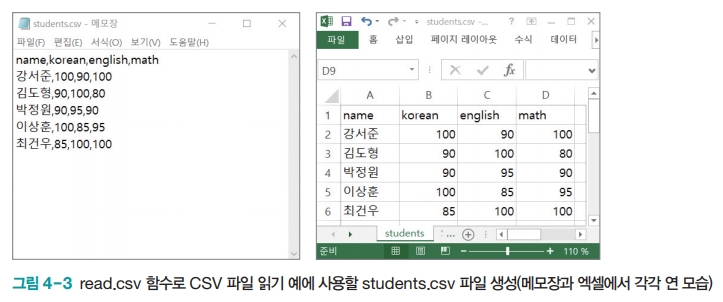 students.csv - 메모장
파일(F) 편집(E) 서식(O) 보기(V) 도움말(H)
name,korean,english,math
강서준,100,90,100
김도형,90,100,80
박정원,90,95,90
이상훈,100,85,95
최건우,85,100,100
students.csv -... ?
파일 홈 삽입 페이지 레이아웃 수식 데이터
D9 fx
A B C D
1 name korean english math
2 강서준 100 90 100
3 김도형 90 100 80
4 박정원 90 95 90
5 이상훈 100 85 95
6 최건우 85 100 100
students ...
준비 110 %
그림 4-3 read.csv 함수로 CSV 파일 읽기 예에 사용할 students.csv 파일 생성(메모장과 엑셀에서 각각 연 모습)